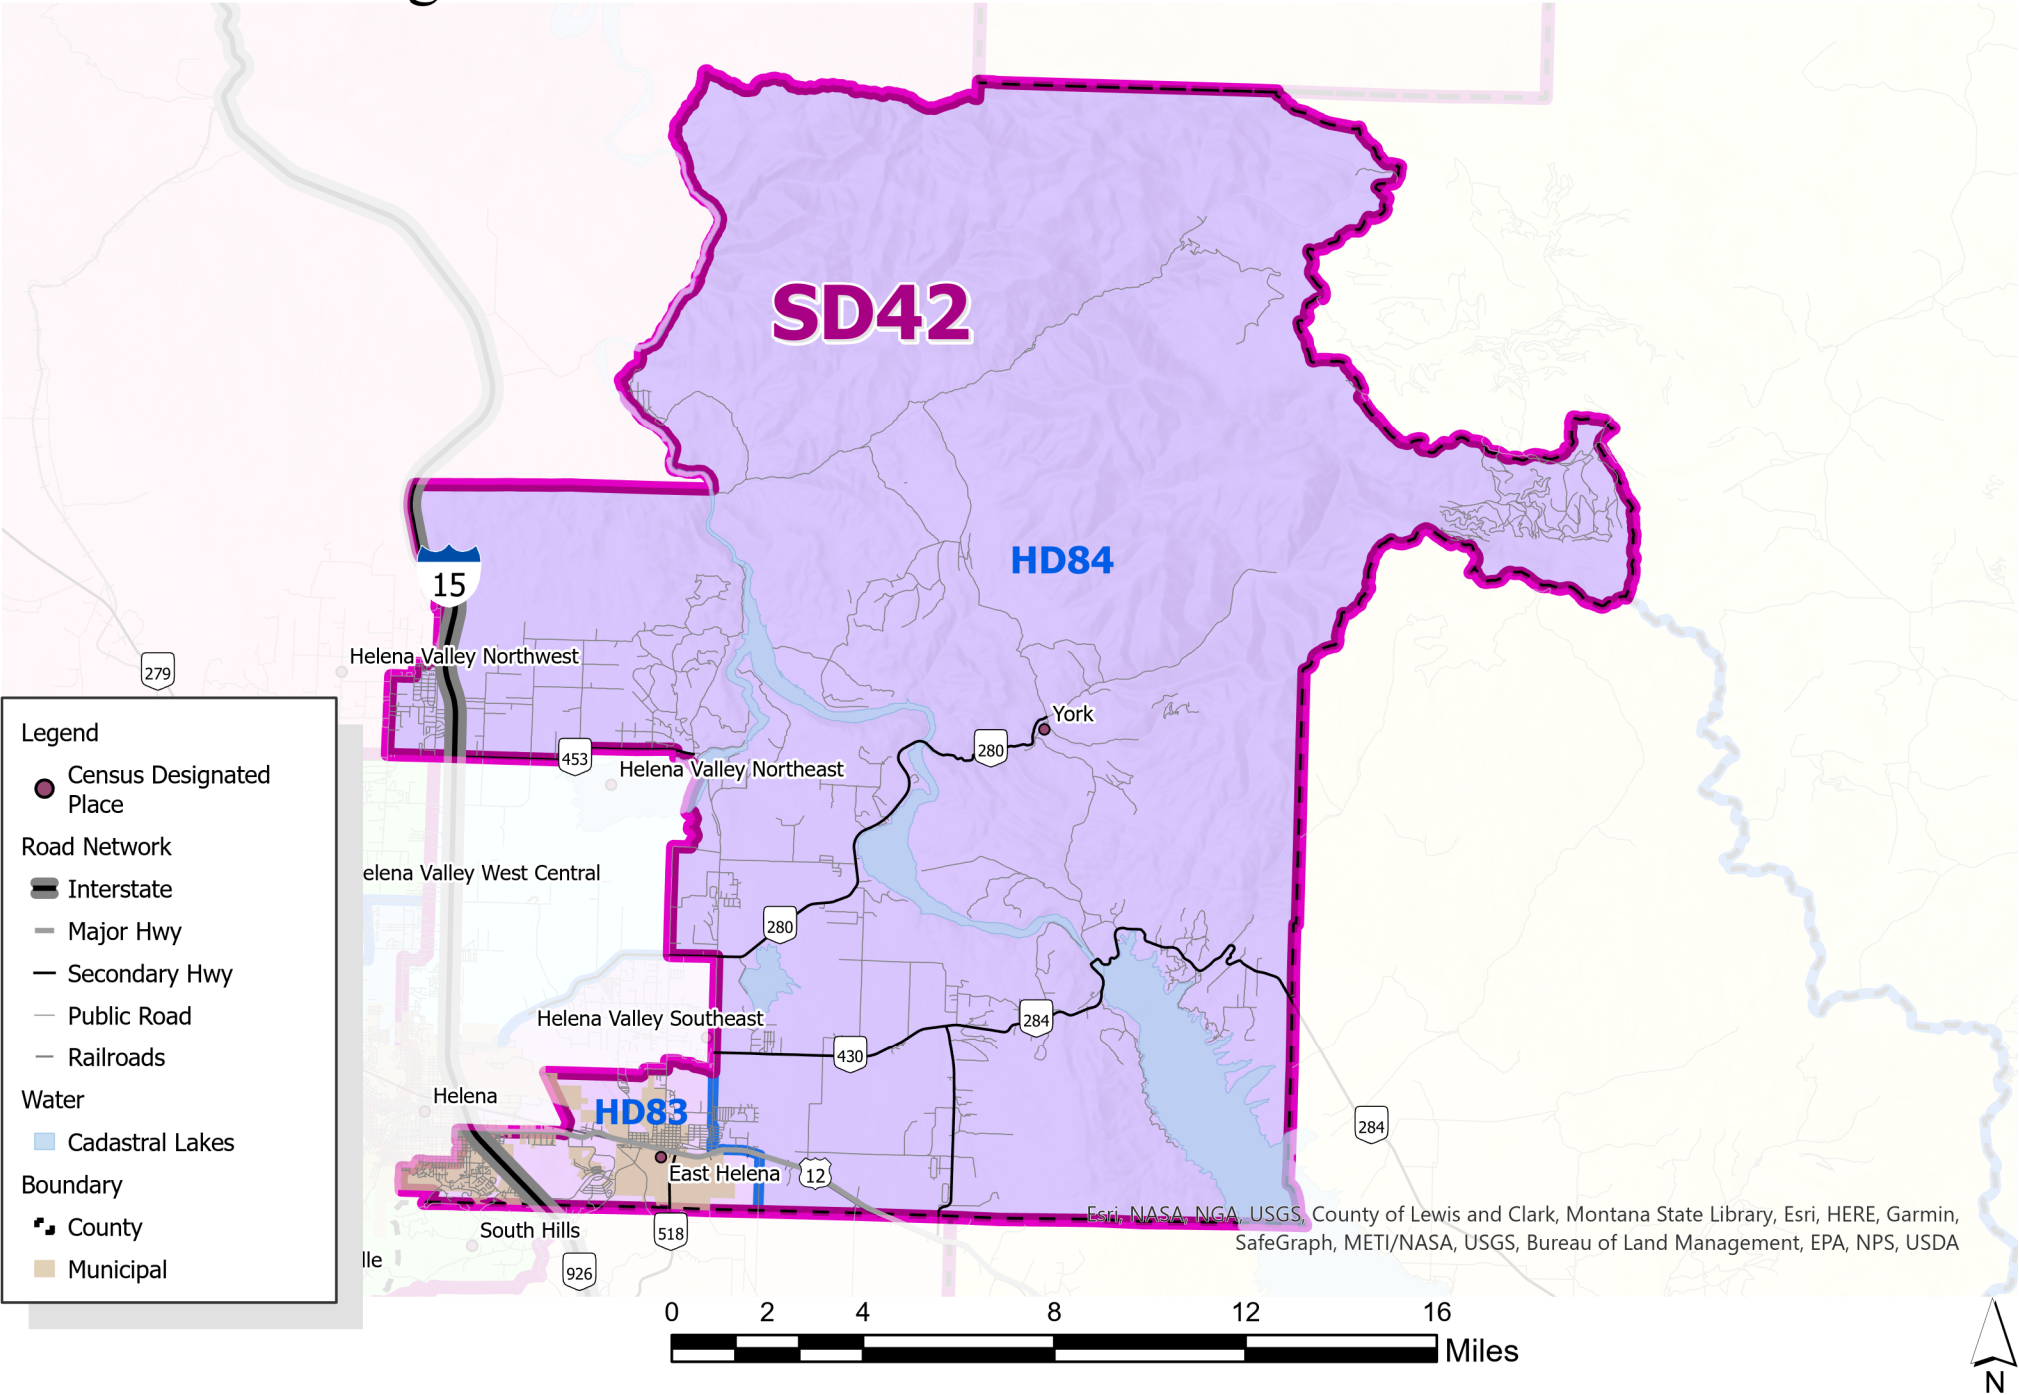 SD42
HD84
15
Helena Valley Northwest
279
York
280
453
Helena Valley Northeast
elena Valley West Central
280
Helena Valley Southeast
284
430
Helena
HD83
284
East Helena
12
South Hills
518
926
lle
Legend
Census Designated
Place
Road Network
Interstate
Major Hwy
Secondary Hwy
Public Road
Railroads
Water
Cadastral Lakes
Boundary
County
Municipal
Esri, NASA, NGA, USGS, County of Lewis and Clark, Montana State Library, Esri, HERE, Garmin,
SafeGraph, METI/NASA, USGS, Bureau of Land Management, EPA, NPS, USDA
0 2 4 8 12 16
Miles
N